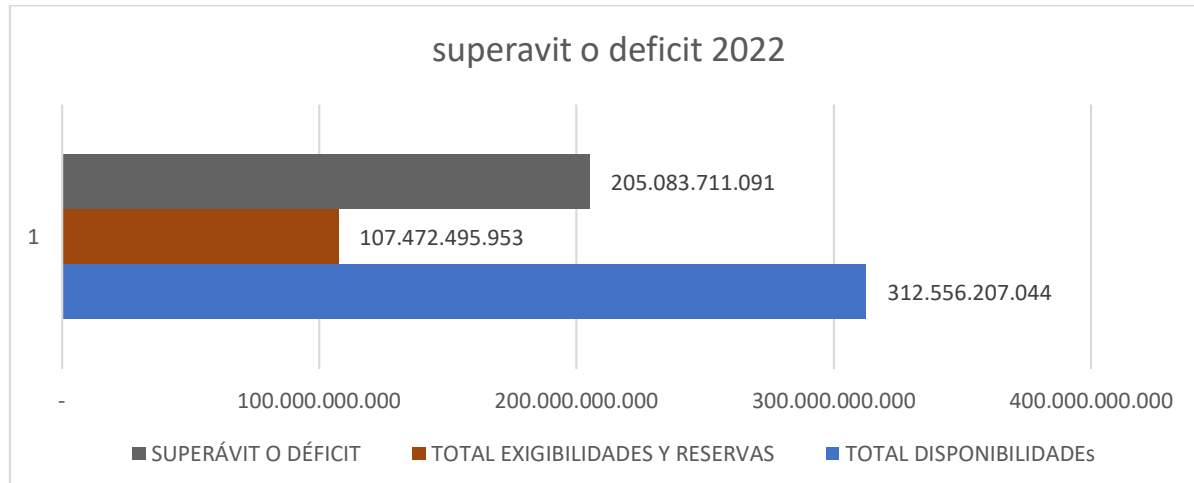 superavit o deficit 2022
205.083.711.091
1
107.472.495.953
312.556.207.044
- 100.000.000.000 200.000.000.000 300.000.000.000 400.000.000.000
SUPERÁVIT O DÉFICIT TOTAL EXIGIBILIDADES Y RESERVAS TOTAL DISPONIBILIDADEs